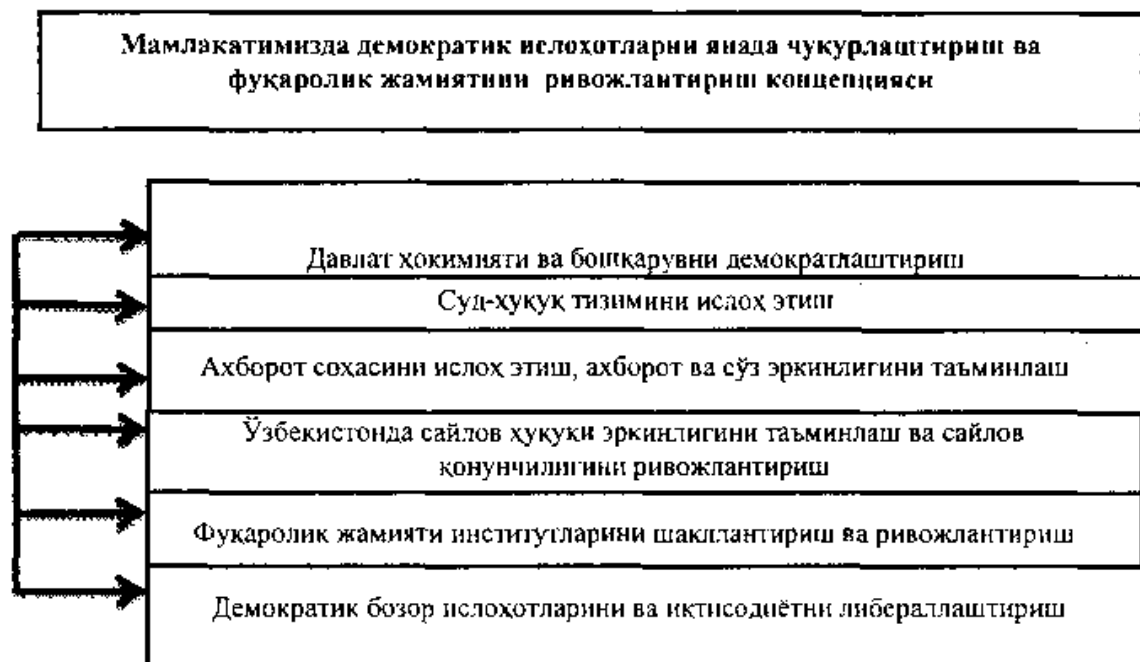 Мамлакатимизда демократик ислоҳотларни янада чуқурлаштириш ва
фуқаролик жамиятини ривожлантириш концепцияси
Давлат ҳокимияти ва бошқарувни демократлаштириш
Суд-ҳуқуқ тизимини ислоҳ этиш
Ахборот соҳасини ислоҳ этиш, ахборот ва сўз эркинлигини таъминлаш
Ўзбекистонда сайлов ҳуқуқи эркинлигини таъминлаш ва сайлов
қонунчилигини ривожлантириш
Фуқаролик жамияти институтларини шакллантириш ва ривожлантириш
Демократик бозор ислоҳотларини ва иқтисодиётни либераллаштириш